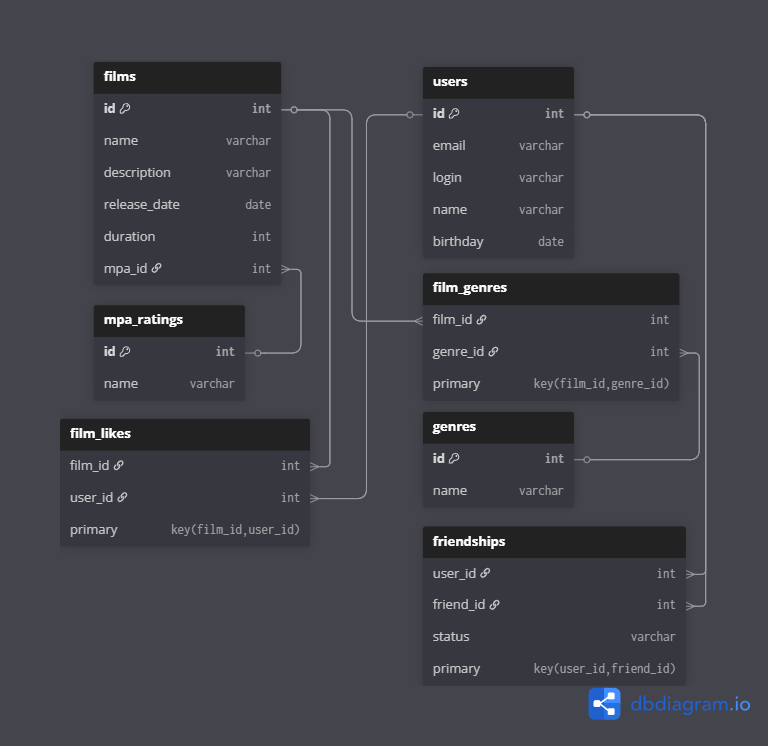 films
id int
name varchar
description varchar
release_date date
duration int
mpa_id int
mpa_ratings
id int
name varchar
film_likes
film_id int
user_id int
primary key(film_id,user_id)
users
id int
email varchar
login varchar
name varchar
birthday date
film_genres
film_id int
genre_id int
primary key(film_id,genre_id)
genres
id int
name varchar
friendships
user_id int
friend_id int
status varchar
primary key(user_id,friend_id)
dbdiagram.io